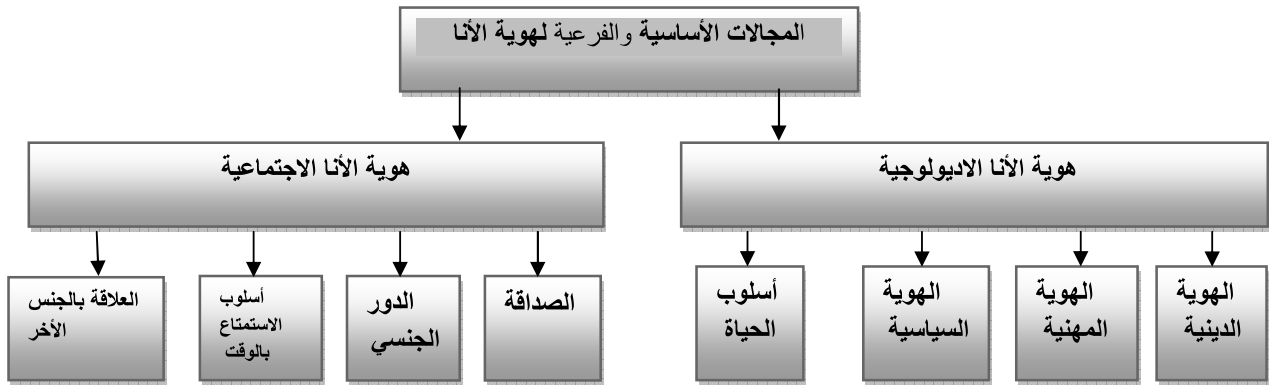 المجالات الأساسية والفرعية لهوية الأنا
هوية الأنا الاديولوجية
هوية الأنا الاجتماعية
الهوية
الدينية
الهوية
المهنية
الهوية
السياسية
أسلوب
الحياة
الصداقة
الدور
الجنسي
أسلوب
الاستمتاع
بالوقت
العلاقة بالجنس
الأخر